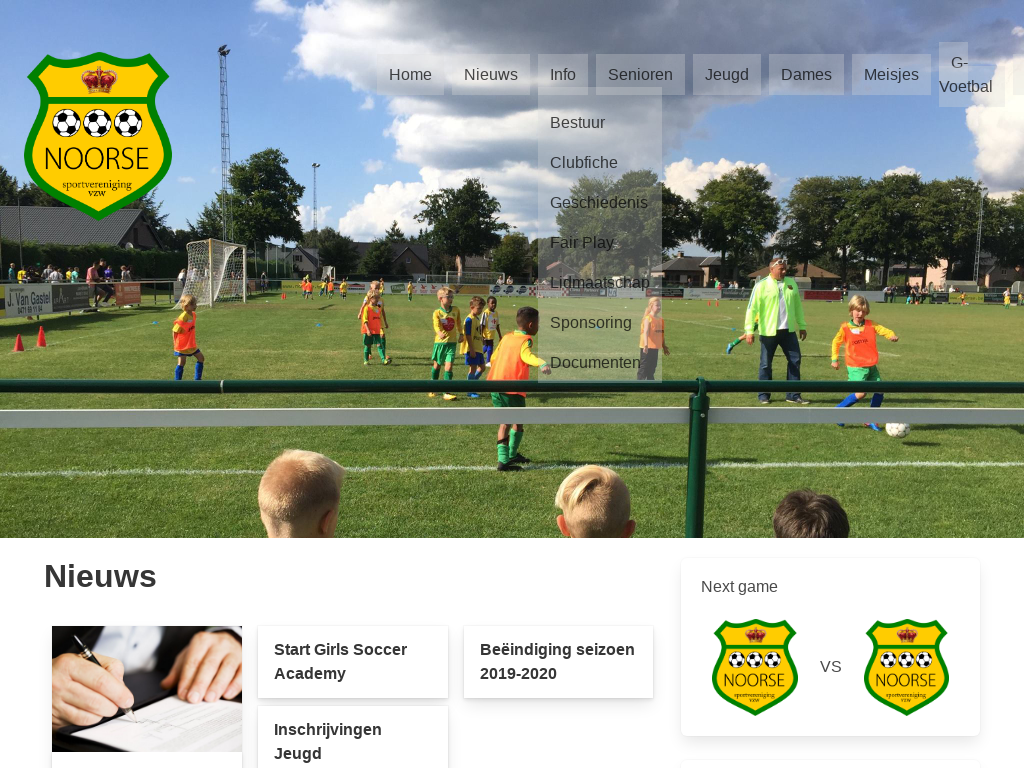 Home
Nieuws
Info
Senioren
Jeugd
Dames
Meisjes
G-
Voetbal
NOORSE
sportvereniging
vzw
Bestuur
Clubfiche
Geschiedenis
Fair Play
Lidmaatschap
Sponsoring
Documenten
J. Van Gastel
Nieuws
Start Girls Soccer
Academy
Inschrijvingen
Jeugd
Beëindiging seizoen
2019-2020
Next game
NOORSE
sportvereniging
vzw
VS
NOORSE
sportvereniging
vzw